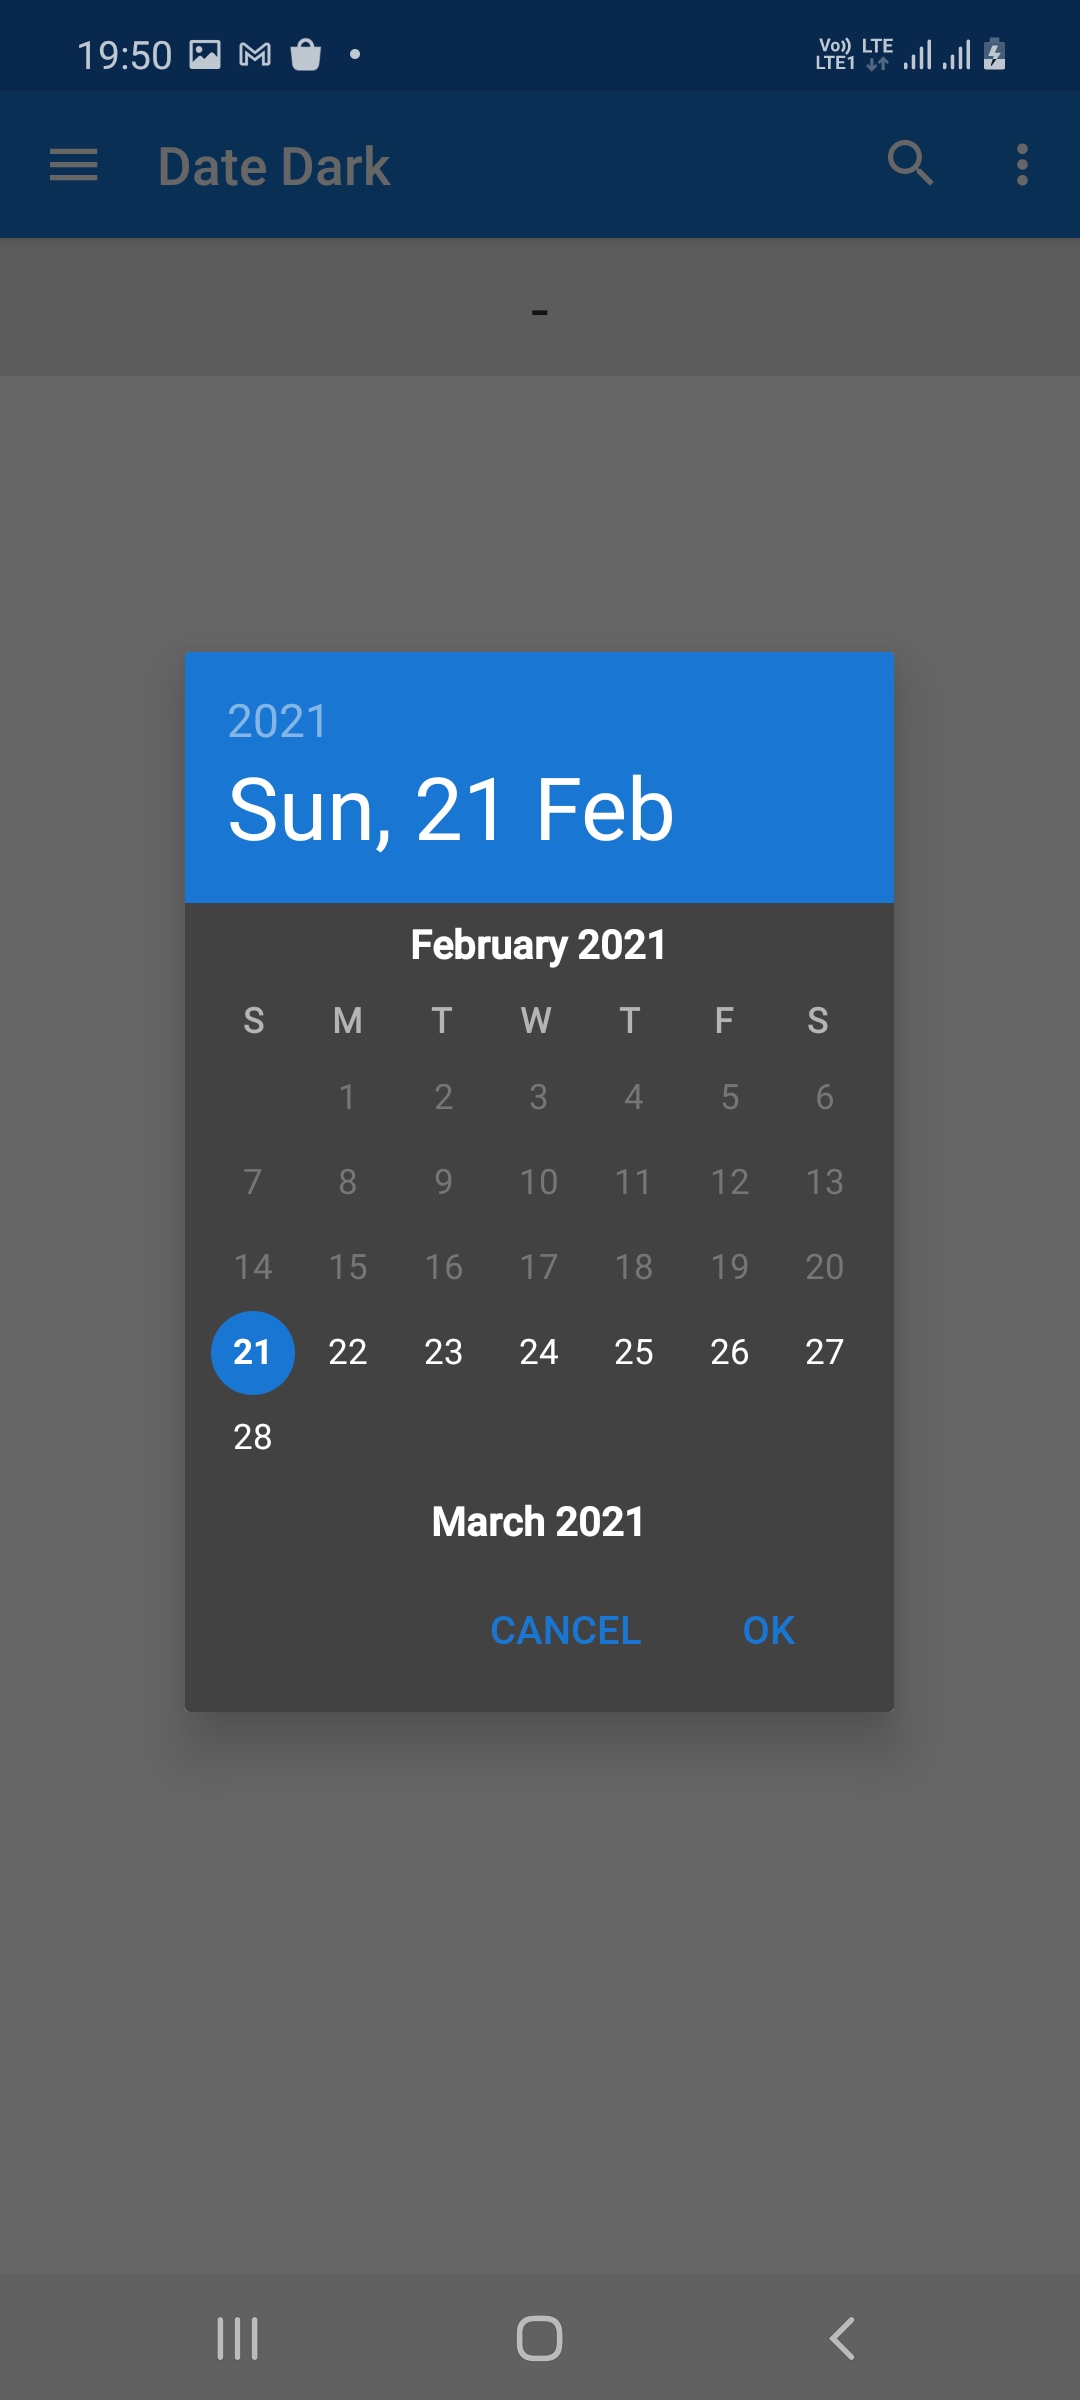 19:50 Vo)) LTE1 LTE
Date Dark
-
2021
Sun, 21 Feb
February 2021
S M T W T F S
1 2 3 4 5 6
7 8 9 10 11 12 13
14 15 16 17 18 19 20
21 22 23 24 25 26 27
28
March 2021
CANCEL OK